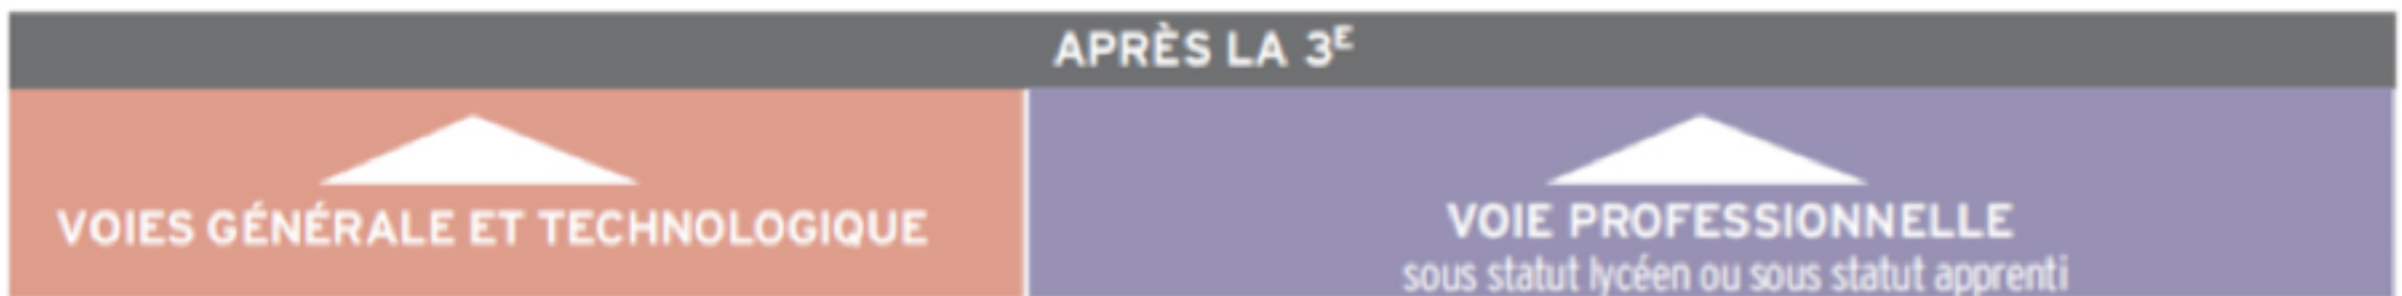 APRÈS LA 3E
VOIES GÉNÉRALE ET TECHNOLOGIQUE
VOIE PROFESSIONNELLE
sous statut lycéen ou sous statut apprenti